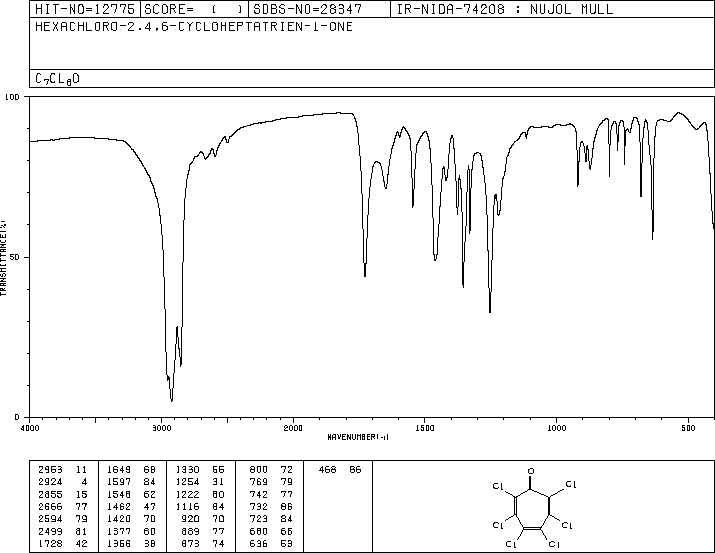 HIT-NO=12775 SCORE= ( ) SDBS-NO=28347 IR-NIDA-74208 : NUJOL MULL
HEXACHLORO-2,4,6-CYCLOHEPTATRIEN-1-ONE
C7CL6O
100
TRANSMITTANCE(%)
50
0
4000 3000 2000 1500 1000 500
WAVENUMBER(-1)
2953 11 1649 68 1330 55 800 72 468 86
2924 4 1597 84 1254 31 769 79
2855 15 1548 62 1222 60 742 77
2666 77 1462 47 1116 84 732 86
2594 79 1420 70 920 70 723 84
2499 81 1377 60 889 77 680 66
1728 42 1356 38 873 74 636 53
O
Cl Cl
Cl Cl
Cl Cl